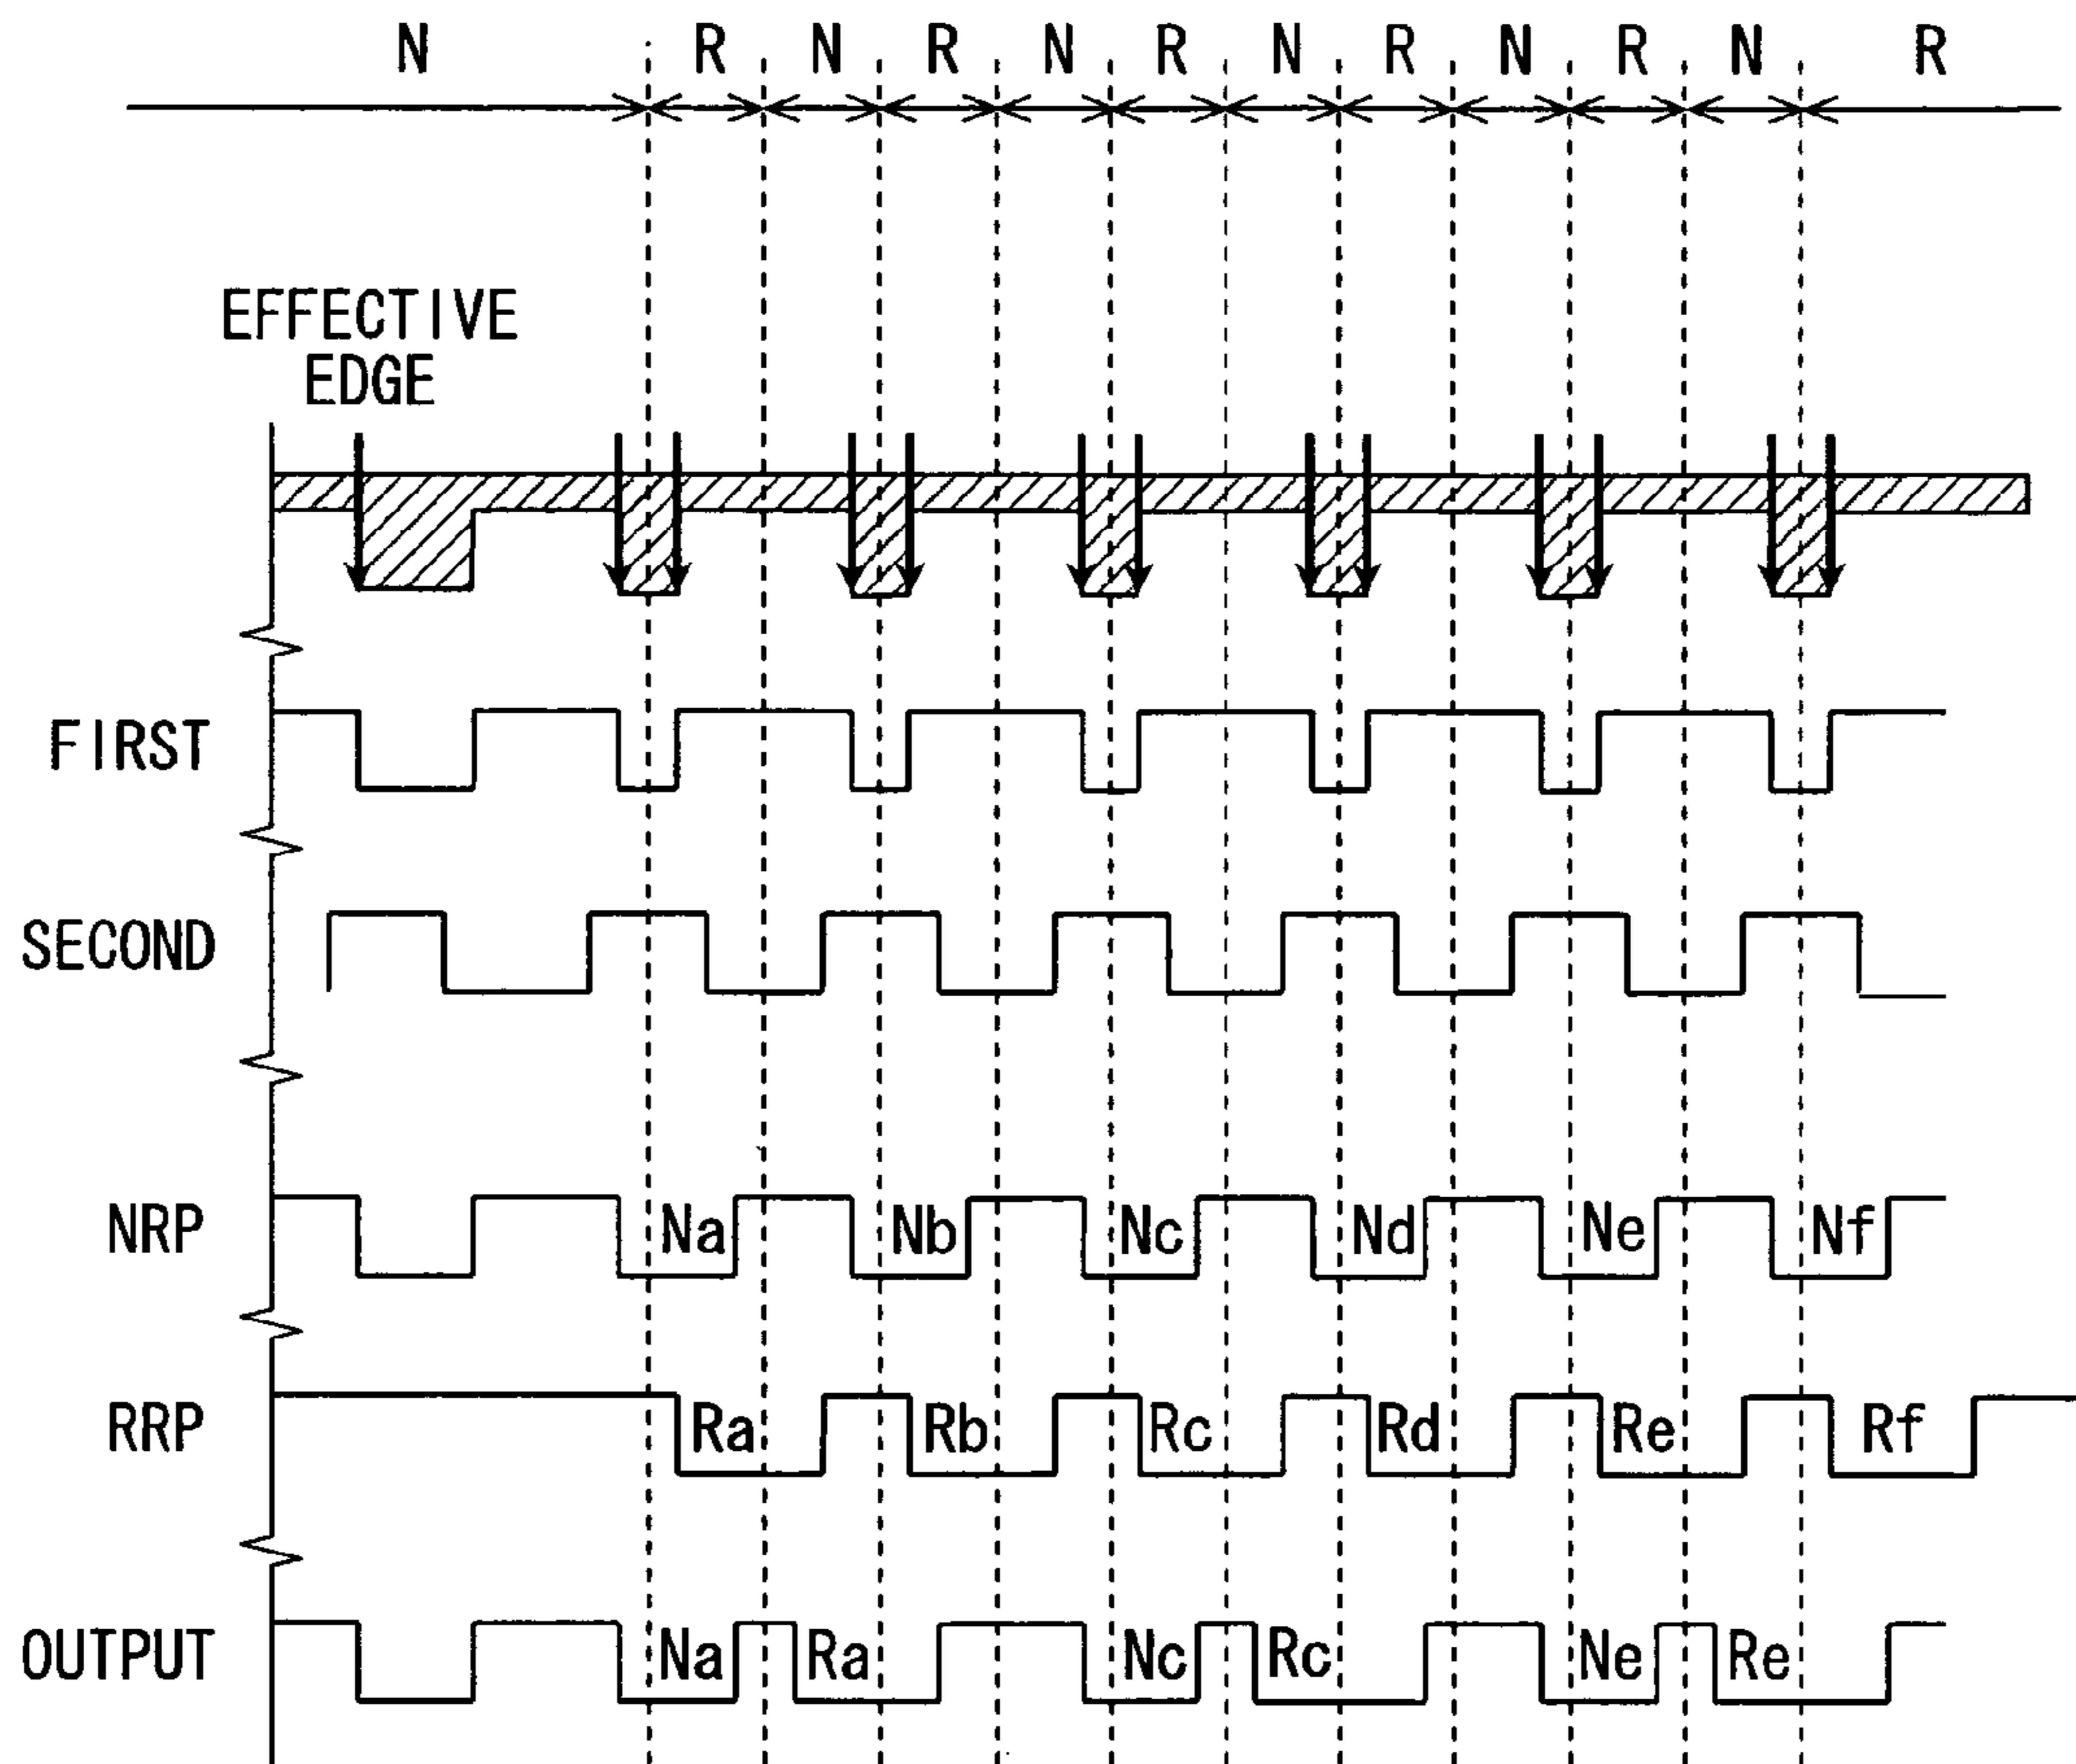 N R N R N R N R N R N R
EFFECTIVE
EDGE
FIRST
SECOND
NRP Na Nb Nc Nd Ne Nf
RRP Ra Rb Rc Rd Re Rf
OUTPUT Na Ra Nc Rc Ne Re